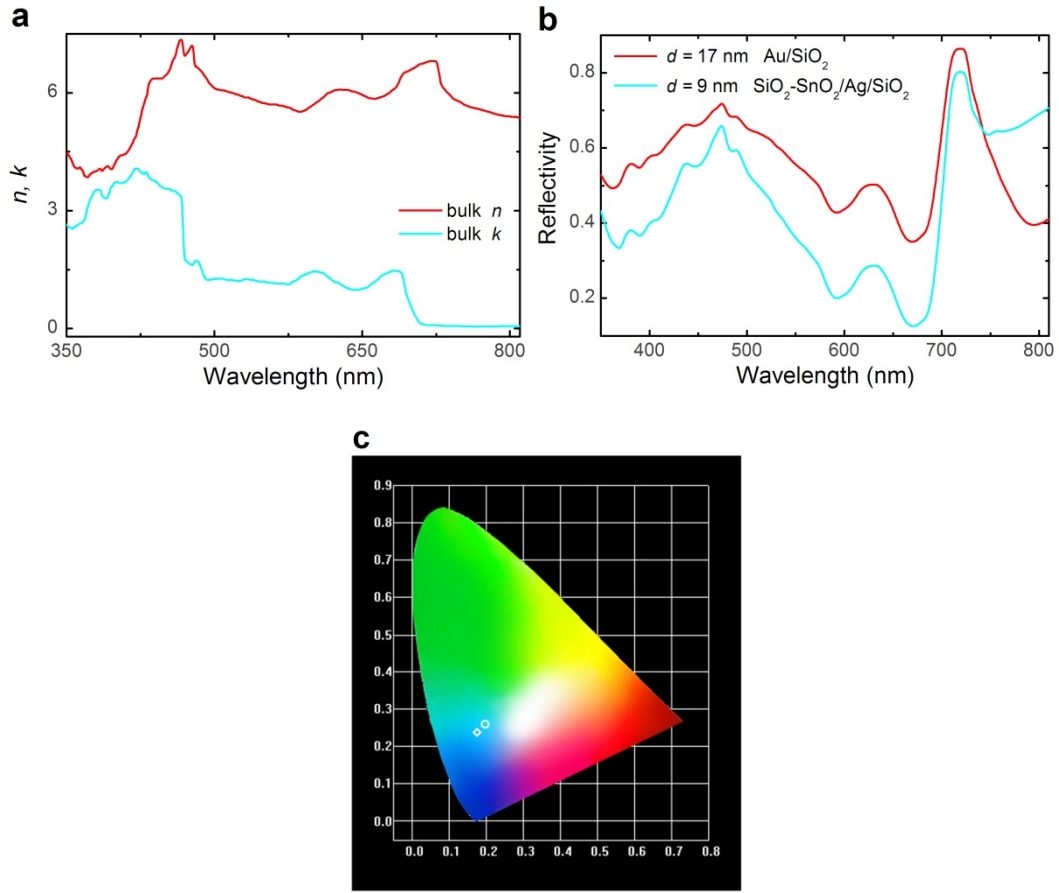 a
6
3
0
n, k
bulk n
bulk k
350
500
650
800
Wavelength (nm)
b
0.8
0.6
0.4
0.2
Reflectivity
d = 17 nm Au/SiO₂
d = 9 nm SiO₂-SnO₂/Ag/SiO₂
400
500
600
700
800
Wavelength (nm)
c
0.9
0.8
0.7
0.6
0.5
0.4
0.3
0.2
0.1
0.0
0.0 0.1 0.2 0.3 0.4 0.5 0.6 0.7 0.8